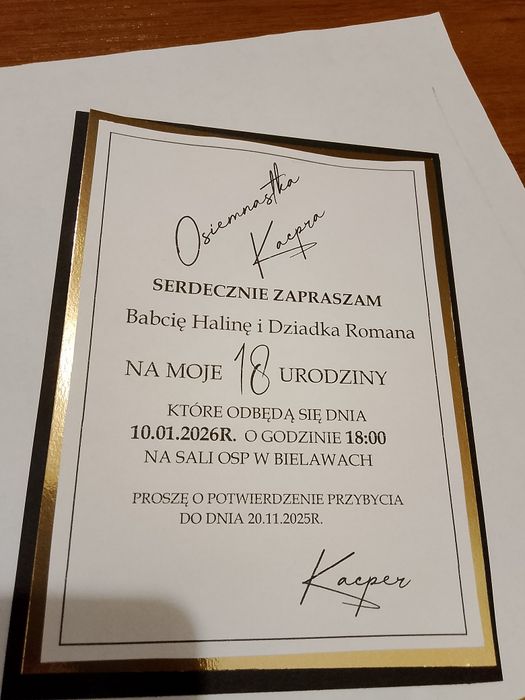 Osiemnastka
Kacpra
SERDECZNIE ZAPRASZAM
Babcię Halinę i Dziadka Romana
NA MOJE 18 URODZINY
KTÓRE ODBĘDĄ SIĘ DNIA
10.01.2026R. O GODZINIE 18:00
NA SALI OSP W BIELAWACH
PROSZĘ O POTWIERDZENIE PRZYBYCIA
DO DNIA 20.11.2025R.
Kacper